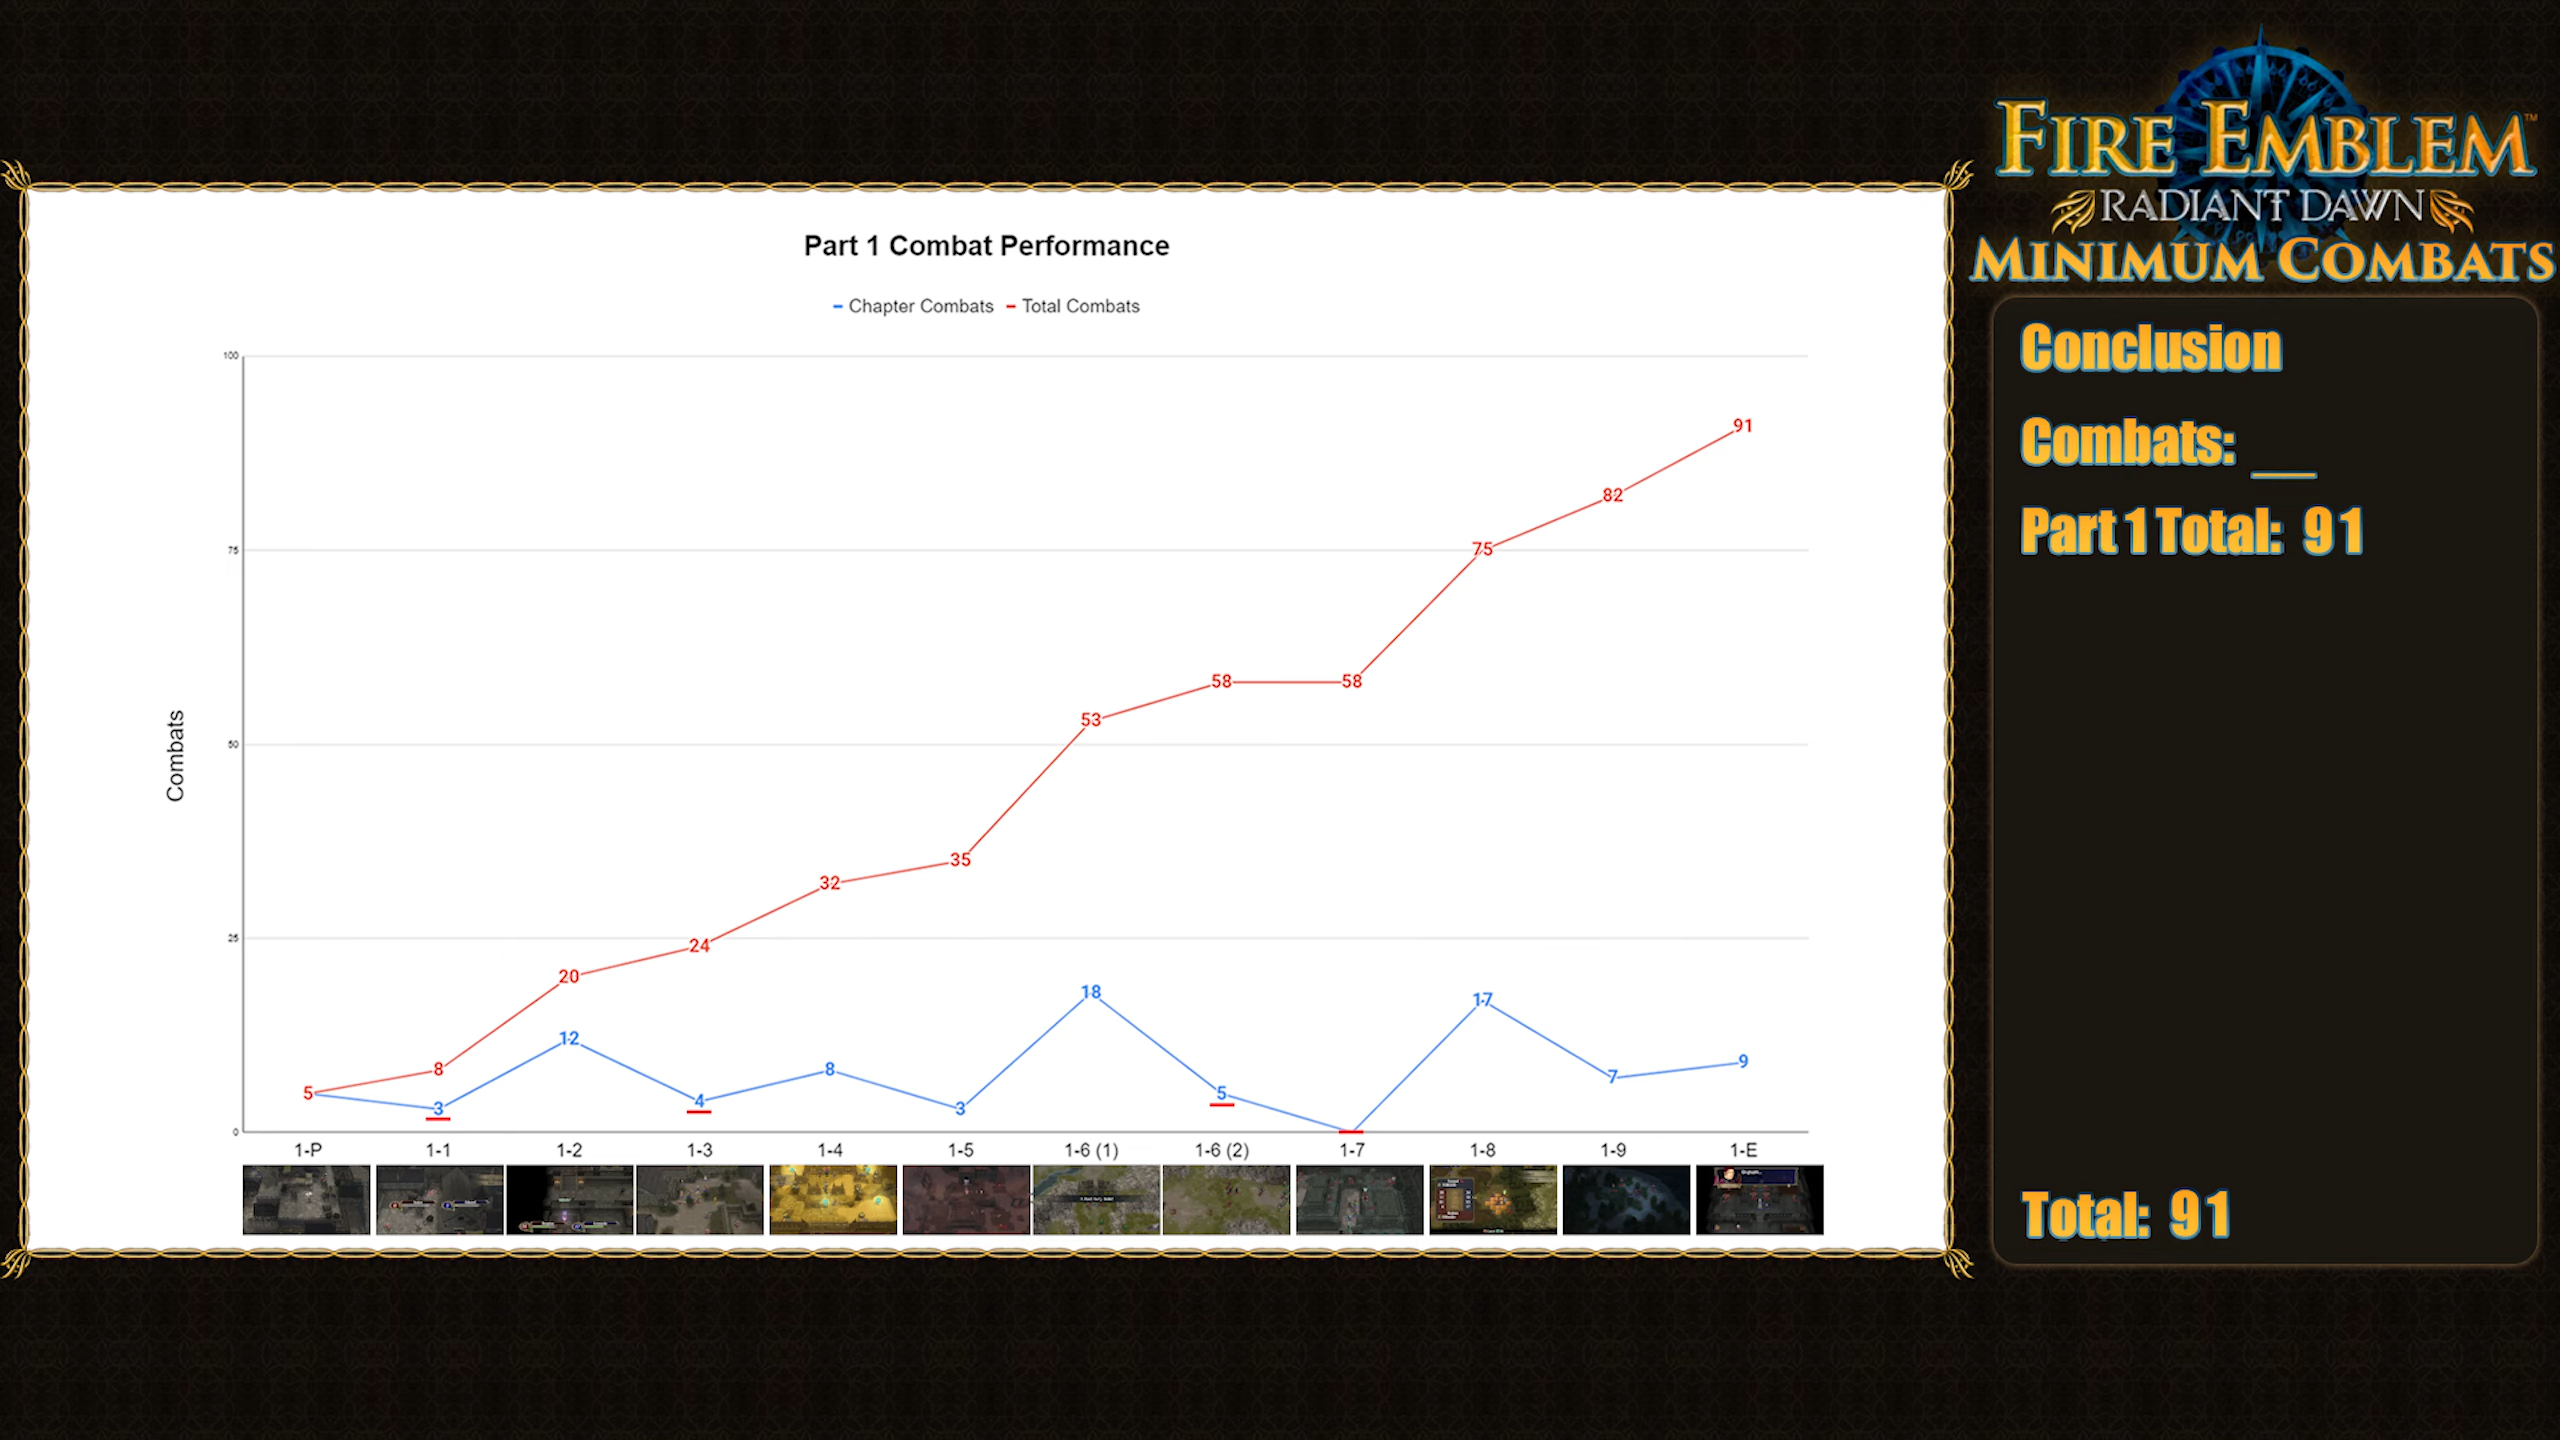 FIRE EMBLEM™
RADIANT DAWN
MINIMUM COMBATS
Part 1 Combat Performance
Chapter Combats Total Combats
Combats
100
75
50
25
0
5 8 20 24 32 35 53 58 58 75 82 91
3 12 4 8 3 18 5 17 7 9
1-P 1-1 1-2 1-3 1-4 1-5 1-6 (1) 1-6 (2) 1-7 1-8 1-9 1-E
Conclusion
Combats: __
Part 1 Total: 91
Total: 91